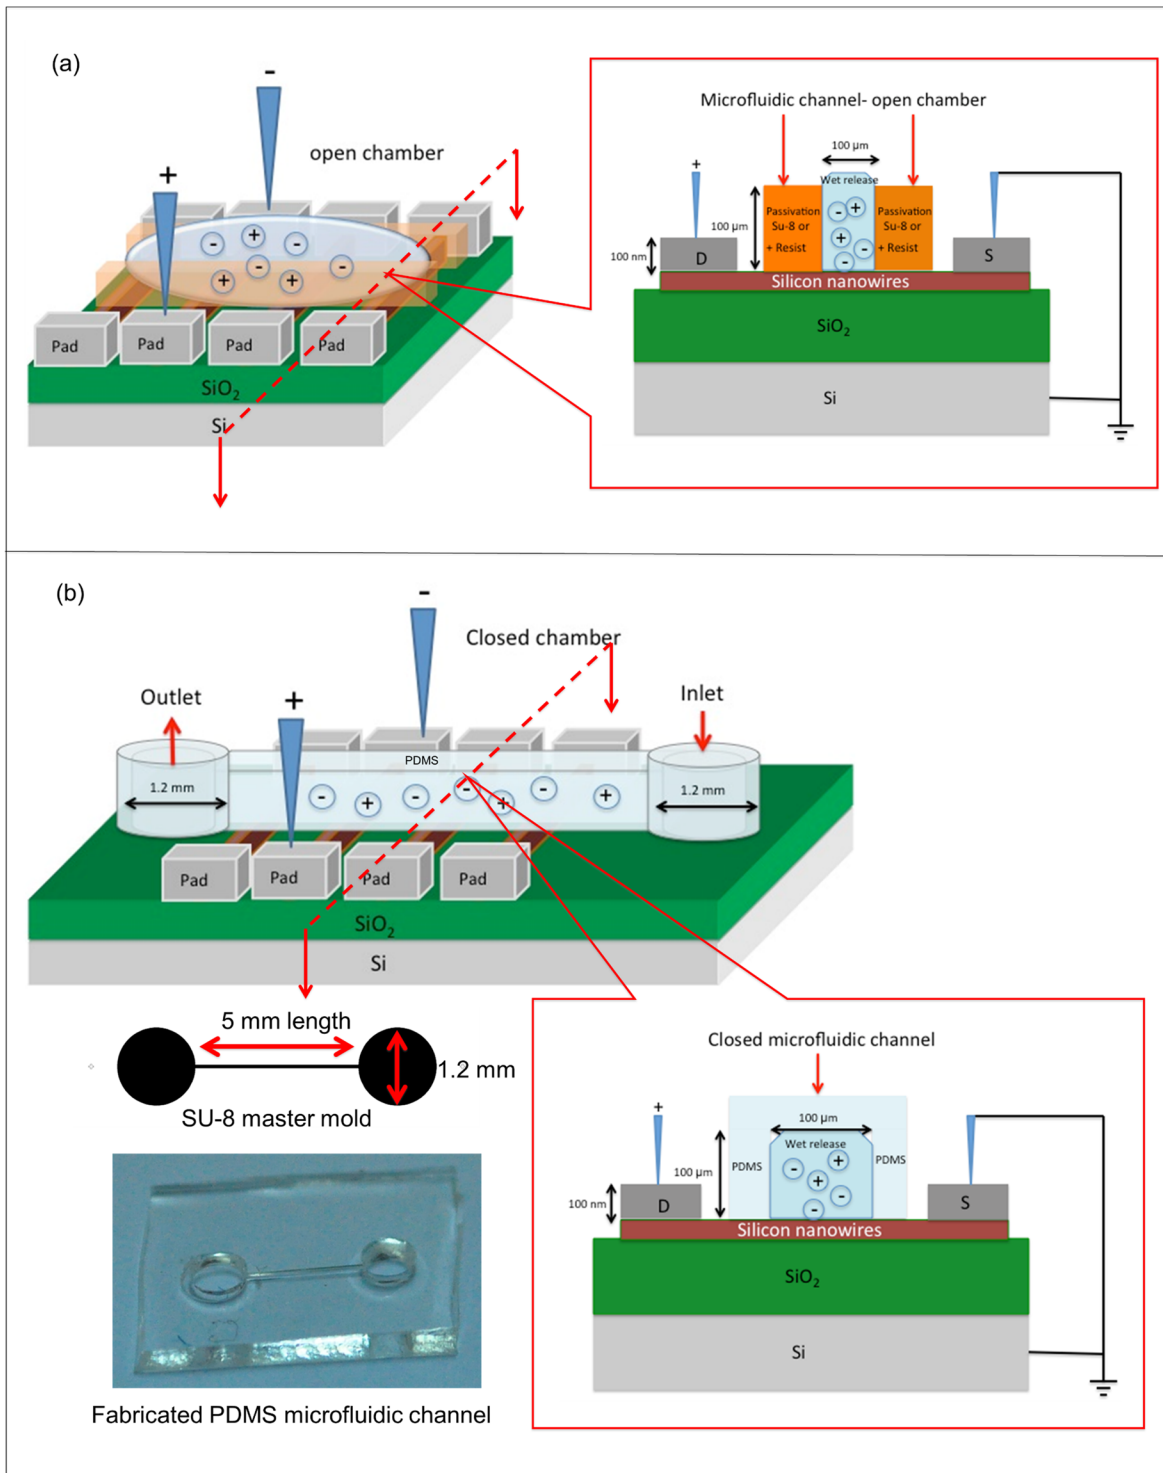 (a)
-
+
open chamber
-
+
-
-
-
+
+
Pad
Pad
Pad
Pad
SiO2
Si
Microfluidic channel- open chamber
100 µm
+
Wet release
Passivation
Su-8 or
+ Resist
-
+
+
-
-
Passivation
Su-8 or
+ Resist
100 µm
100 nm
D
S
Silicon nanowires
SiO2
Si
(b)
-
Closed chamber
+
Outlet
Inlet
PDMS
1.2 mm
-
+
-
-
+
-
+
1.2 mm
Pad
Pad
Pad
Pad
SiO2
Si
5 mm length
1.2 mm
SU-8 master mold
Fabricated PDMS microfluidic channel
Closed microfluidic channel
+
100 µm
Wet release
PDMS
-
+
+
-
-
PDMS
100 µm
100 nm
D
S
Silicon nanowires
SiO2
Si